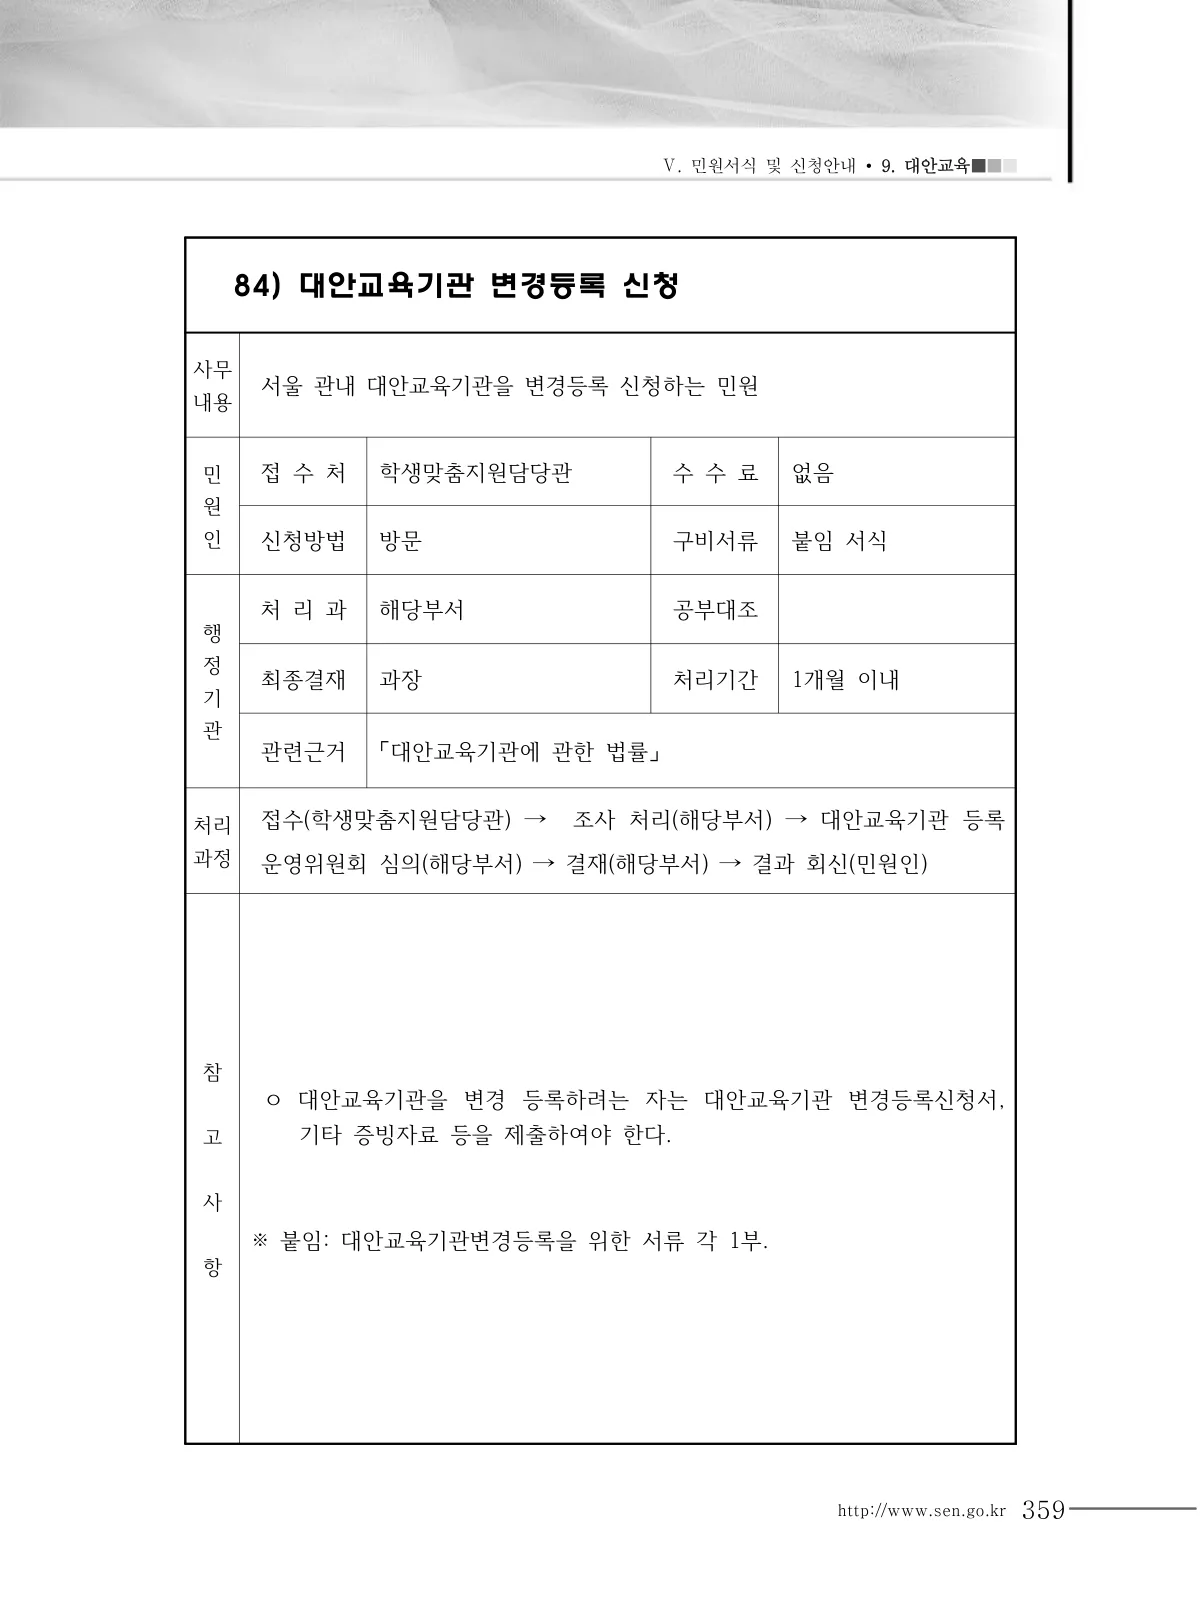 Ⅴ. 민원서식 및 신청안내 • 9. 대안교육
84) 대안교육기관 변경등록 신청
사무
내용
서울 관내 대안교육기관을 변경등록 신청하는 민원
민
원
인
접 수 처
학생맞춤지원담당관
수 수 료
없음
신청방법
방문
구비서류
붙임 서식
행
정
기
관
처 리 과
해당부서
공부대조
최종결재
과장
처리기간
1개월 이내
관련근거
「대안교육기관에 관한 법률」
처리
과정
접수(학생맞춤지원담당관) → 조사 처리(해당부서) → 대안교육기관 등록
운영위원회 심의(해당부서) → 결재(해당부서) → 결과 회신(민원인)
참
고
사
항
ㅇ 대안교육기관을 변경 등록하려는 자는 대안교육기관 변경등록신청서,
기타 증빙자료 등을 제출하여야 한다.
※ 붙임: 대안교육기관변경등록을 위한 서류 각 1부.
http://www.sen.go.kr 359